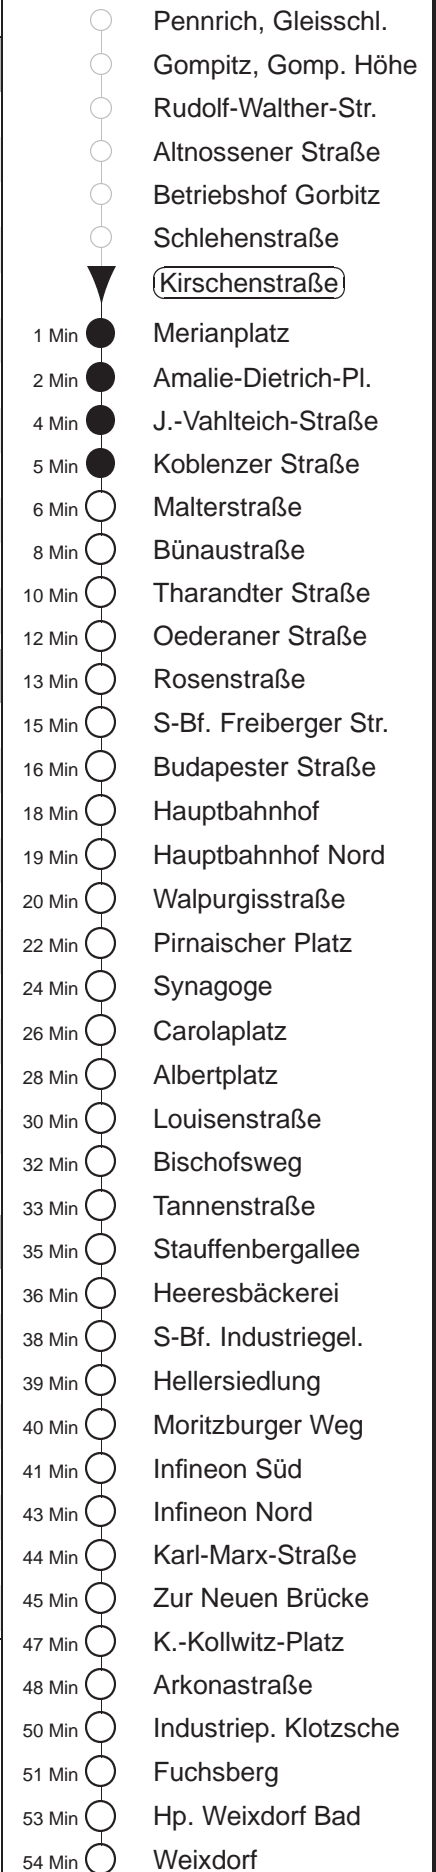 Pennrich, Gleisschl.
Gompitz, Gomp. Höhe
Rudolf-Walther-Str.
Altnossener Straße
Betriebshof Gorbitz
Schlehenstraße
Kirschenstraße
1 Min Merianplatz
2 Min Amalie-Dietrich-Pl.
4 Min J.-Vahlteich-Straße
5 Min Koblenzer Straße
6 Min Malterstraße
8 Min Bünaustraße
10 Min Tharandter Straße
12 Min Oederaner Straße
13 Min Rosenstraße
15 Min S-Bf. Freiberger Str.
16 Min Budapester Straße
18 Min Hauptbahnhof
19 Min Hauptbahnhof Nord
20 Min Walpurgisstraße
22 Min Pirnaischer Platz
24 Min Synagoge
26 Min Carolaplatz
28 Min Albertplatz
30 Min Louisenstraße
32 Min Bischofsweg
33 Min Tannenstraße
35 Min Stauffenbergallee
36 Min Heeresbäckerei
38 Min S-Bf. Industriegel.
39 Min Hellersiedlung
40 Min Moritzburger Weg
41 Min Infineon Süd
43 Min Infineon Nord
44 Min Karl-Marx-Straße
45 Min Zur Neuen Brücke
47 Min K.-Kollwitz-Platz
48 Min Arkonastraße
50 Min Industriep. Klotzsche
51 Min Fuchsberg
53 Min Hp. Weixdorf Bad
54 Min Weixdorf